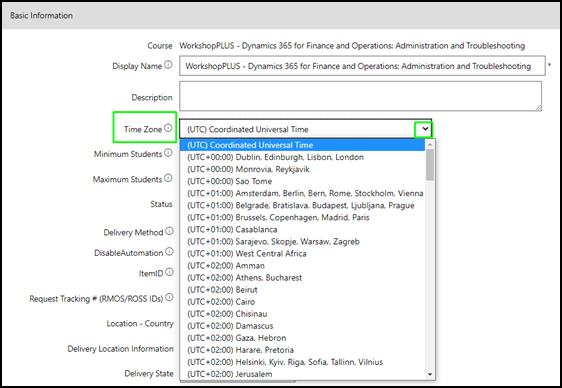 Basic Information
Course WorkshopPLUS - Dynamics 365 for Finance and Operations: Administration and Troubleshooting
Display Name WorkshopPLUS - Dynamics 365 for Finance and Operations: Administration and Troubleshooting *
Description
Time Zone (UTC) Coordinated Universal Time
(UTC) Coordinated Universal Time
Minimum Students (UTC+00:00) Dublin, Edinburgh, Lisbon, London
(UTC+00:00) Monrovia, Reykjavik
Maximum Students (UTC+00:00) Sao Tome
(UTC+01:00) Amsterdam, Berlin, Bern, Rome, Stockholm, Vienna
Status (UTC+01:00) Belgrade, Bratislava, Budapest, Ljubljana, Prague
(UTC+01:00) Brussels, Copenhagen, Madrid, Paris
Delivery Method (UTC+01:00) Casablanca
(UTC+01:00) Sarajevo, Skopje, Warsaw, Zagreb
DisableAutomation (UTC+01:00) West Central Africa
(UTC+02:00) Amman
ItemID (UTC+02:00) Athens, Bucharest
(UTC+02:00) Beirut
Request Tracking # (RMOS/ROSS IDs) (UTC+02:00) Cairo
(UTC+02:00) Chisinau
Location - Country (UTC+02:00) Damascus
(UTC+02:00) Gaza, Hebron
Delivery Location Information (UTC+02:00) Harare, Pretoria
(UTC+02:00) Helsinki, Kyiv, Riga, Sofia, Tallinn, Vilnius
Delivery State (UTC+02:00) Jerusalem